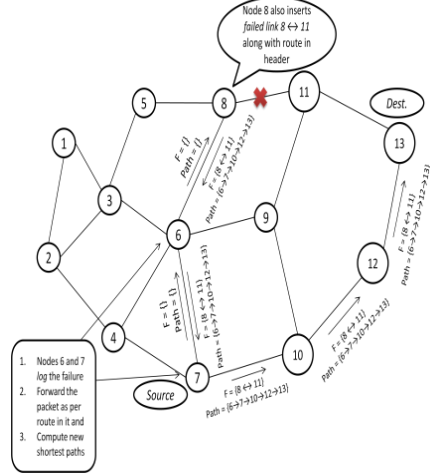 Node 8 also inserts
failed link 8 ↔ 11
along with route in
header
5
8
11
Dest.
13
1
3
F = {}
Path = {}
F = {8 ↔ 11}
Path = {6→7→10→12→13}
2
6
9
12
F = {8 ↔ 11}
Path = {6→7→10→12→13}
F = {}
Path = {}
F = {8 ↔ 11}
Path = {6→7→10→12→13}
4
7
10
F = {8 ↔ 11}
Path = {6→7→10→12→13}
F = {8 ↔ 11}
Path = {6→7→10→12→13}
Source
1. Nodes 6 and 7
log the failure
2. Forward the
packet as per
route in it and
3. Compute new
shortest paths